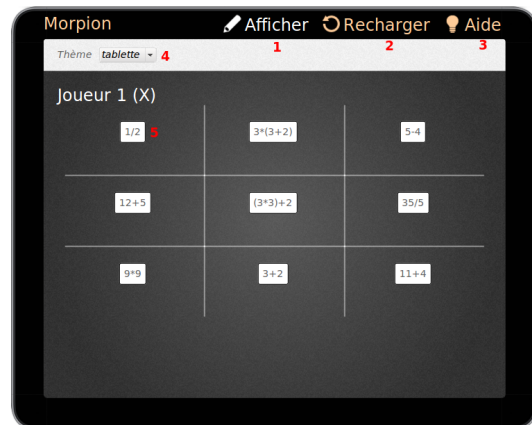 Morpion Afficher Recharger Aide
1 2 3
Thème tablette 4
Joueur 1 (X)
1/2 5 3*(3+2) 5-4
12+5 (3*3)+2 35/5
9*9 3+2 11+4